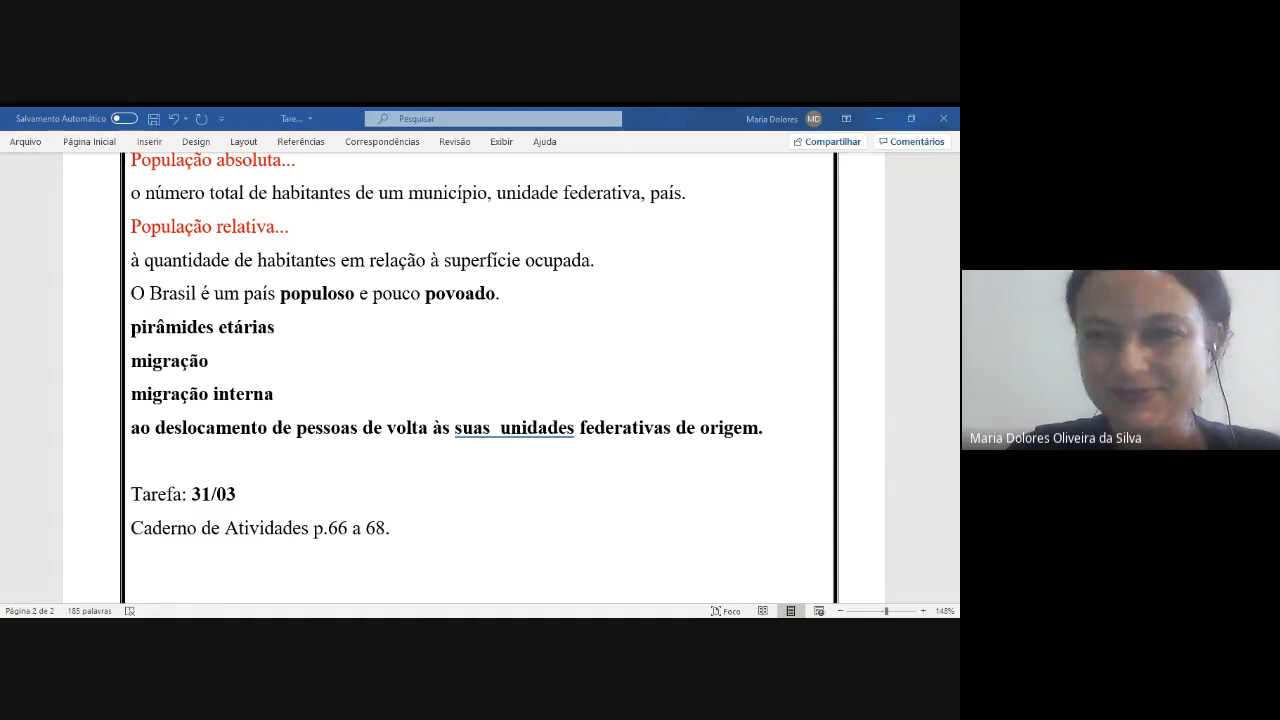 Salvamento Automático
Tare...
Pesquisar
Maria Dolores
MD
Arquivo Página Inicial Inserir Design Layout Referências Correspondências Revisão Exibir Ajuda
Compartilhar
Comentários
População absoluta...
o número total de habitantes de um município, unidade federativa, país.
População relativa...
à quantidade de habitantes em relação à superfície ocupada.
O Brasil é um país populoso e pouco povoado.
pirâmides etárias
migração
migração interna
ao deslocamento de pessoas de volta às suas  unidades federativas de origem.
Tarefa: 31/03
Caderno de Atividades p.66 a 68.
Maria Dolores Oliveira da Silva
Página 2 de 2 185 palavras
Foco
148%